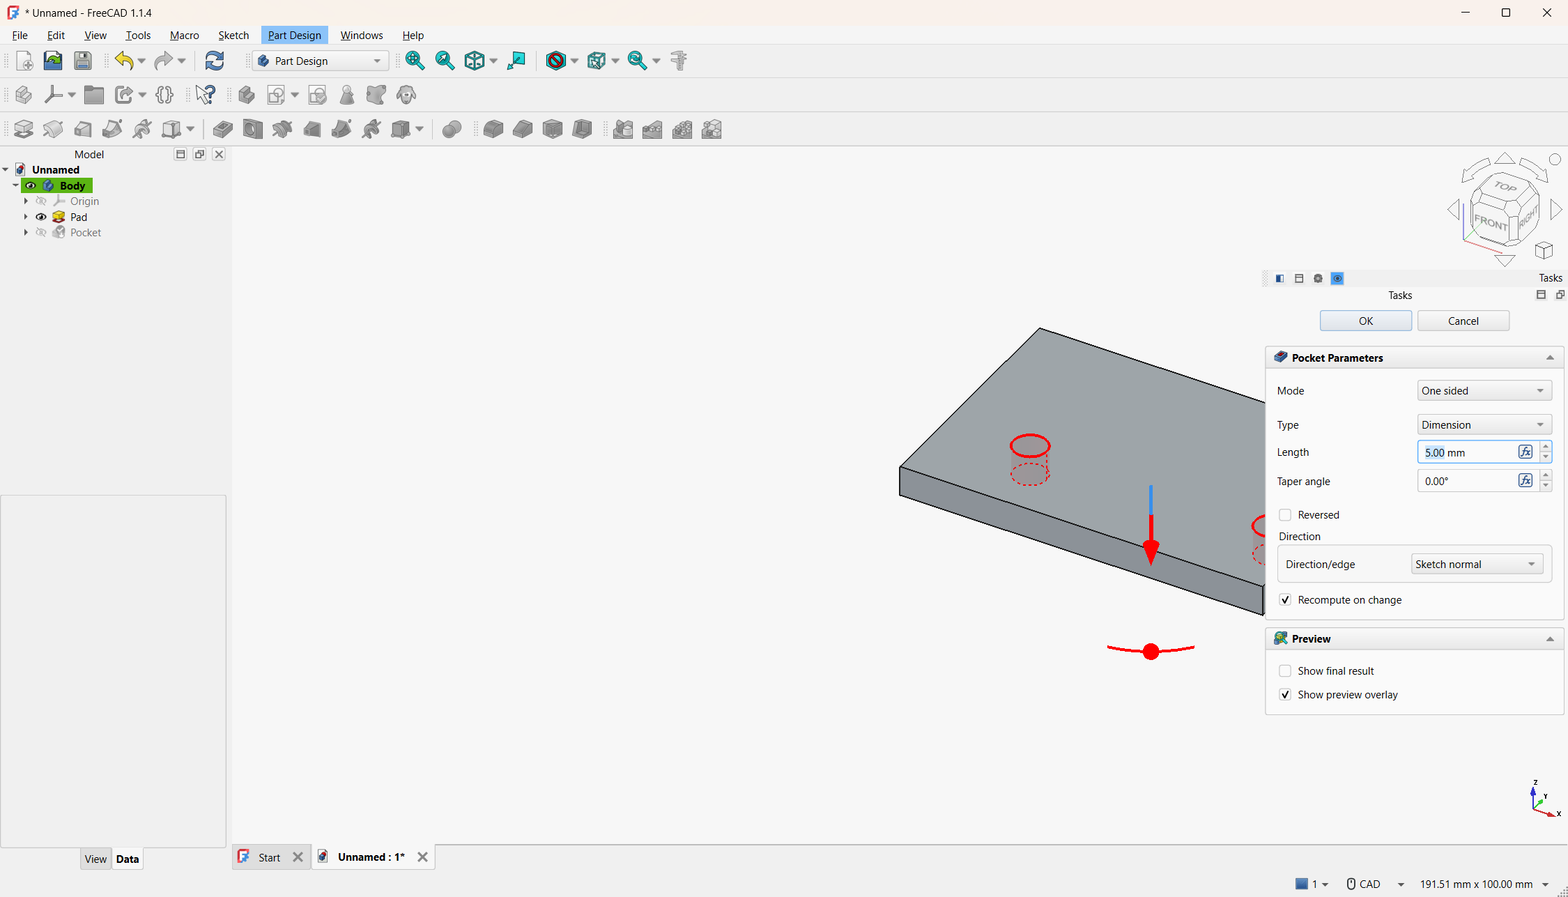 * Unnamed - FreeCAD 1.1.4
File Edit View Tools Macro Sketch Part Design Windows Help
Part Design
Model
Unnamed
Body
Origin
Pad
Pocket
TOP
FRONT
RIGHT
Tasks
Tasks
OK Cancel
Pocket Parameters
Mode One sided
Type Dimension
Length 5.00 mm
Taper angle 0.00°
Reversed
Direction
Direction/edge Sketch normal
Recompute on change
Preview
Show final result
Show preview overlay
Z
Y
X
View Data
Start Unnamed : 1*
1 CAD 191.51 mm x 100.00 mm